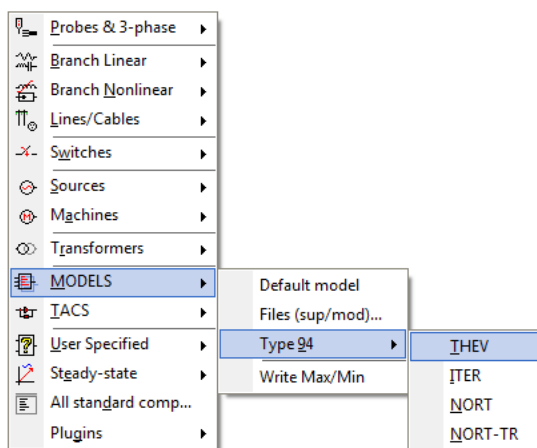 Probes & 3-phase
Branch Linear
Branch Nonlinear
Lines/Cables
Switches
Sources
Machines
Transformers
MODELS
TACS
User Specified
Steady-state
All standard comp...
Plugins
Default model
Files (sup/mod)...
Type 94
Write Max/Min
THEV
ITER
NORT
NORT-TR